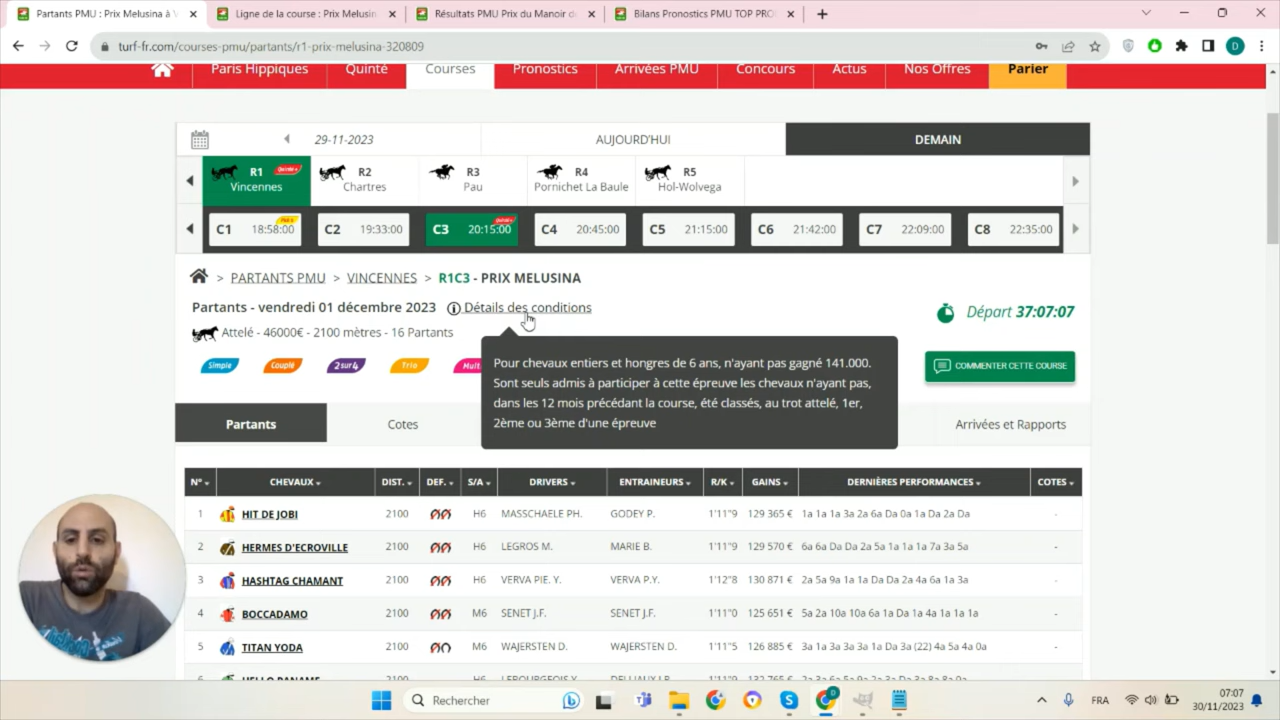 Partants PMU : Prix Melusina à V
Ligne de la course : Prix Melusin
Résultats PMU Prix du Manoir de
Bilans Pronostics PMU TOP PRO
turf-fr.com/courses-pmu/partants/r1-prix-melusina-320809
D
Paris Hippiques Quinté Courses Pronostics Arrivées PMU Concours Actus Nos Offres Parier
29-11-2023 AUJOURD'HUI DEMAIN
R1 Quinté+ R2 R3 R4 R5
Vincennes Chartres Pau Pornichet La Baule Hol-Wolvega
C1 18:58:00 C2 19:33:00 C3 20:15:00 Quinté+ C4 20:45:00 C5 21:15:00 C6 21:42:00 C7 22:09:00 C8 22:35:00
> PARTANTS PMU > VINCENNES > R1C3 - PRIX MELUSINA
Partants - vendredi 01 décembre 2023 Détails des conditions
Départ 37:07:07
Attelé - 46000€ - 2100 mètres - 16 Partants
Simple Couplé 2sur4 Trio Mult
Pour chevaux entiers et hongres de 6 ans, n'ayant pas gagné 141.000.
Sont seuls admis à participer à cette épreuve les chevaux n'ayant pas,
dans les 12 mois précédant la course, été classés, au trot attelé, 1er,
2ème ou 3ème d'une épreuve
COMMENTER CETTE COURSE
Partants Cotes Arrivées et Rapports
N° CHEVAUX DIST. DEF. S/A DRIVERS ENTRAINEURS R/K GAINS DERNIÈRES PERFORMANCES COTES
1 HIT DE JOBI 2100 H6 MASSCHAELE PH. GODEY P. 1'11"9 129 365 € 1a 1a 1a 3a 2a 6a Da 0a 1a Da 2a Da -
2 HERMES D'ECROVILLE 2100 H6 LEGROS M. MARIE B. 1'11"9 129 570 € 6a 6a Da Da 2a 5a 1a 1a 1a 7a 3a 5a -
3 HASHTAG CHAMANT 2100 H6 VERVA PIE. Y. VERVA P.Y. 1'12"8 130 871 € 2a 5a 9a 1a 1a Da Da 2a 4a 6a 1a 3a -
4 BOCCADAMO 2100 M6 SENET J.F. SENET J.F. 1'11"0 125 651 € 5a 2a 10a 10a 6a 1a Da 1a 4a 1a 1a 1a -
5 TITAN YODA 2100 M6 WAJERSTEN D. WAJERSTEN D. 1'11"5 126 885 € 3a 1a 3a 3a 1a Da 3a (22) 4a 5a 4a 0a -
Rechercher
FRA
07:07
30/11/2023